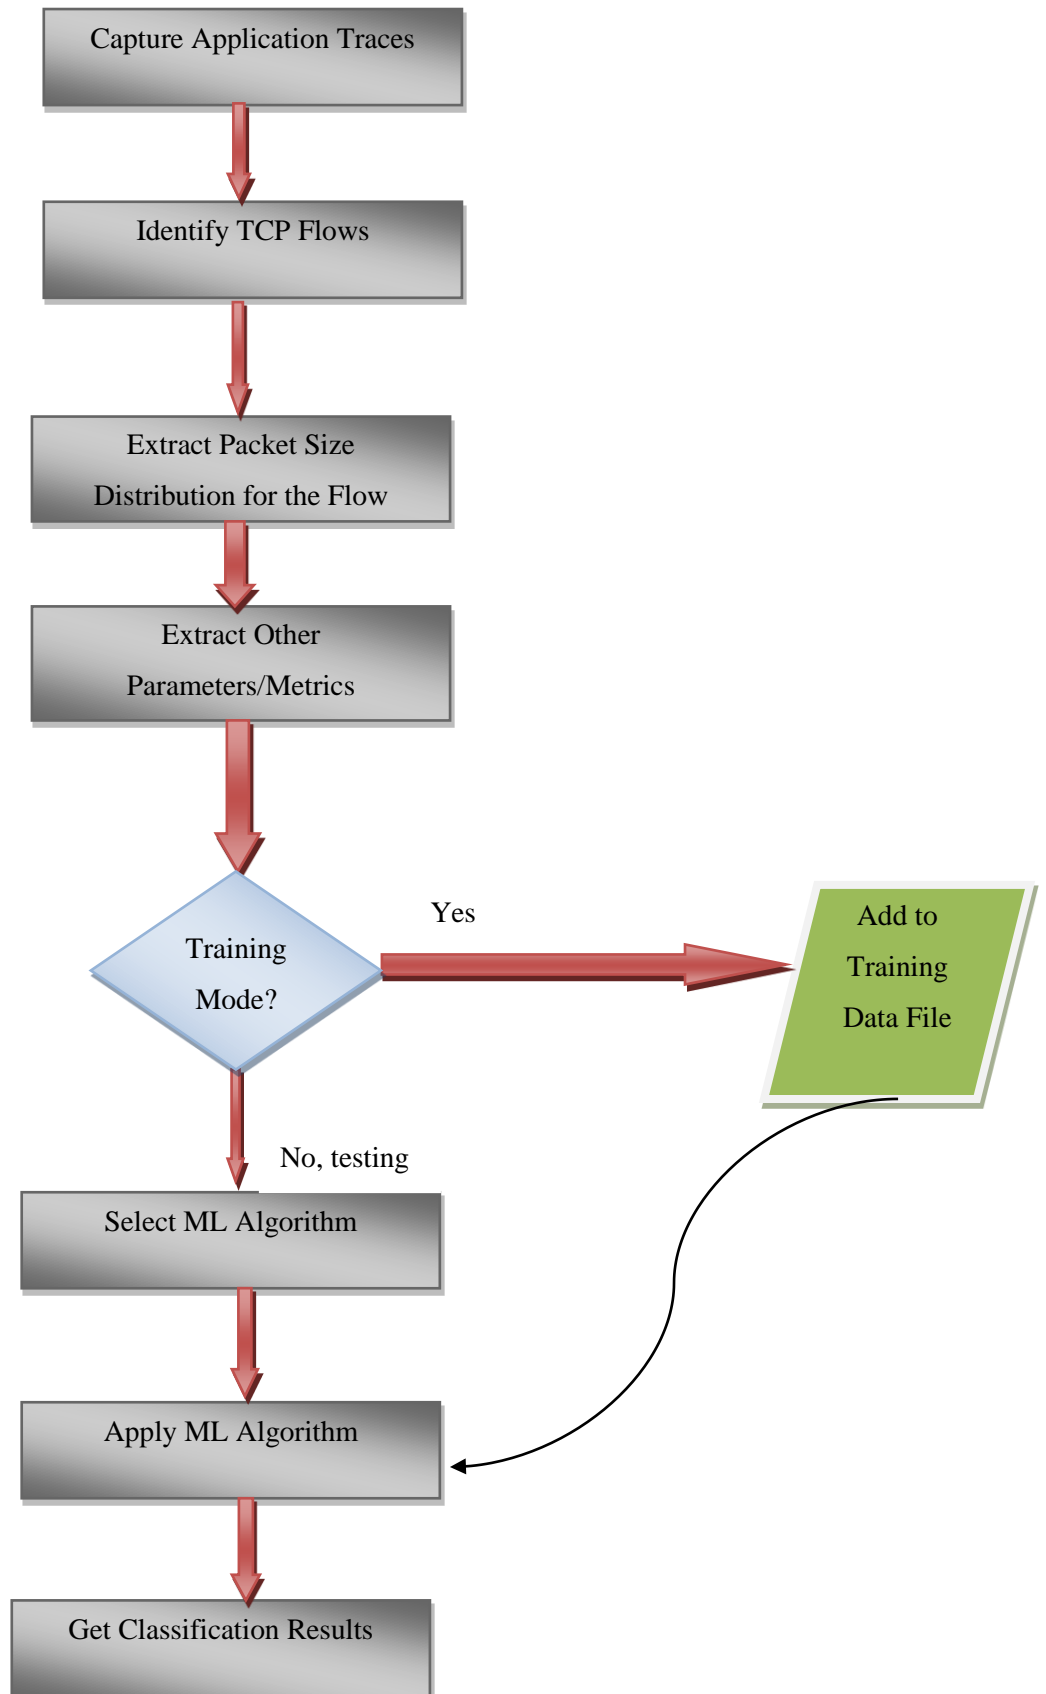 Capture Application Traces
Identify TCP Flows
Extract Packet Size
Distribution for the Flow
Extract Other
Parameters/Metrics
Training
Mode?
Yes
Add to
Training
Data File
No, testing
Select ML Algorithm
Apply ML Algorithm
Get Classification Results